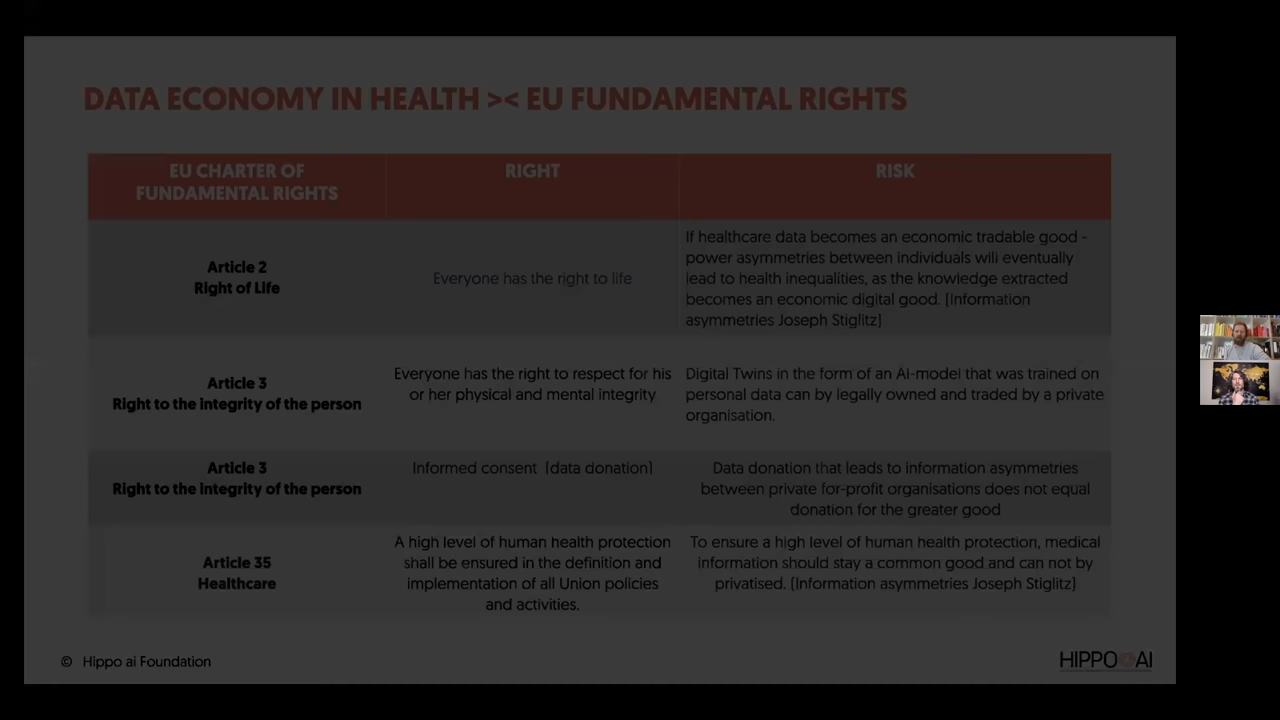 DATA ECONOMY IN HEALTH >< EU FUNDAMENTAL RIGHTS
EU CHARTER OF
FUNDAMENTAL RIGHTS
RIGHT
RISK
Article 2
Right of Life
Everyone has the right to life
If healthcare data becomes an economic tradable good -
power asymmetries between individuals will eventually
lead to health inequalities, as the knowledge extracted
becomes an economic digital good. (Information
asymmetries Joseph Stiglitz)
Article 3
Right to the integrity of the person
Everyone has the right to respect for his
or her physical and mental integrity
Digital Twins in the form of an Ai-model that was trained on
personal data can by legally owned and traded by a private
organisation.
Article 3
Right to the integrity of the person
Informed consent (data donation)
Data donation that leads to information asymmetries
between private for-profit organisations does not equal
donation for the greater good
Article 35
Healthcare
A high level of human health protection
shall be ensured in the definition and
implementation of all Union policies
and activities.
To ensure a high level of human health protection, medical
information should stay a common good and can not by
privatised. (Information asymmetries Joseph Stiglitz)
© Hippo ai Foundation
HIPPO AI